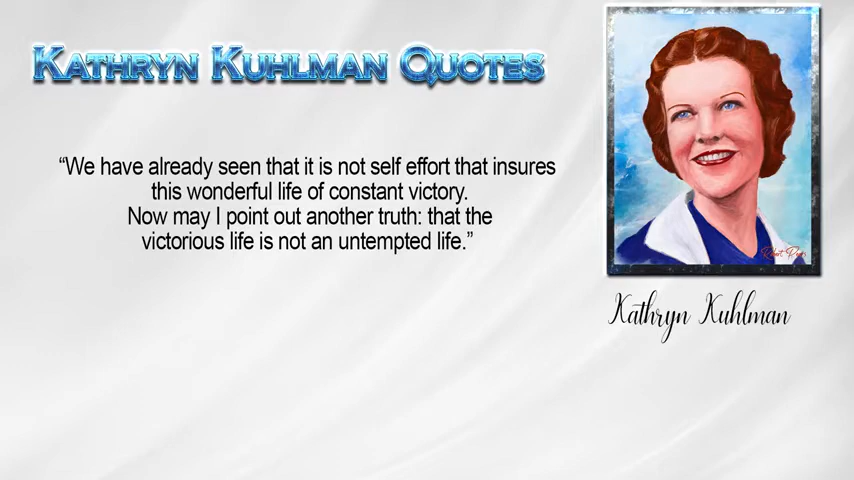 Kathryn Kuhlman Quotes
“We have already seen that it is not self effort that insures
this wonderful life of constant victory.
Now may I point out another truth: that the
victorious life is not an untempted life.”
Kathryn Kuhlman